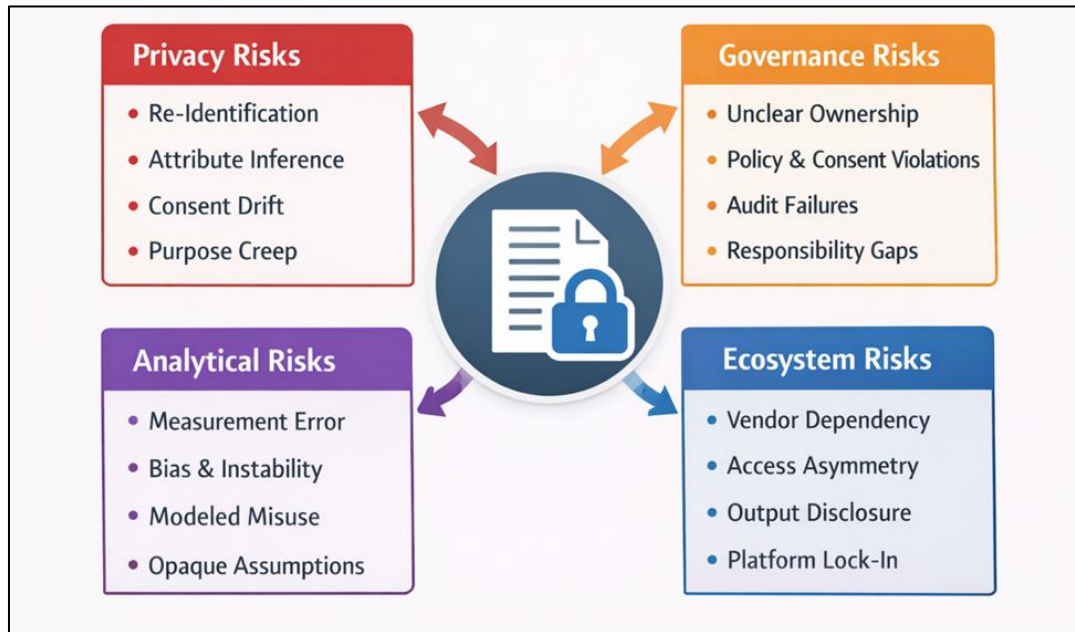 Privacy Risks
• Re-Identification
• Attribute Inference
• Consent Drift
• Purpose Creep
Governance Risks
• Unclear Ownership
• Policy & Consent Violations
• Audit Failures
• Responsibility Gaps
Analytical Risks
• Measurement Error
• Bias & Instability
• Modeled Misuse
• Opaque Assumptions
Ecosystem Risks
• Vendor Dependency
• Access Asymmetry
• Output Disclosure
• Platform Lock-In